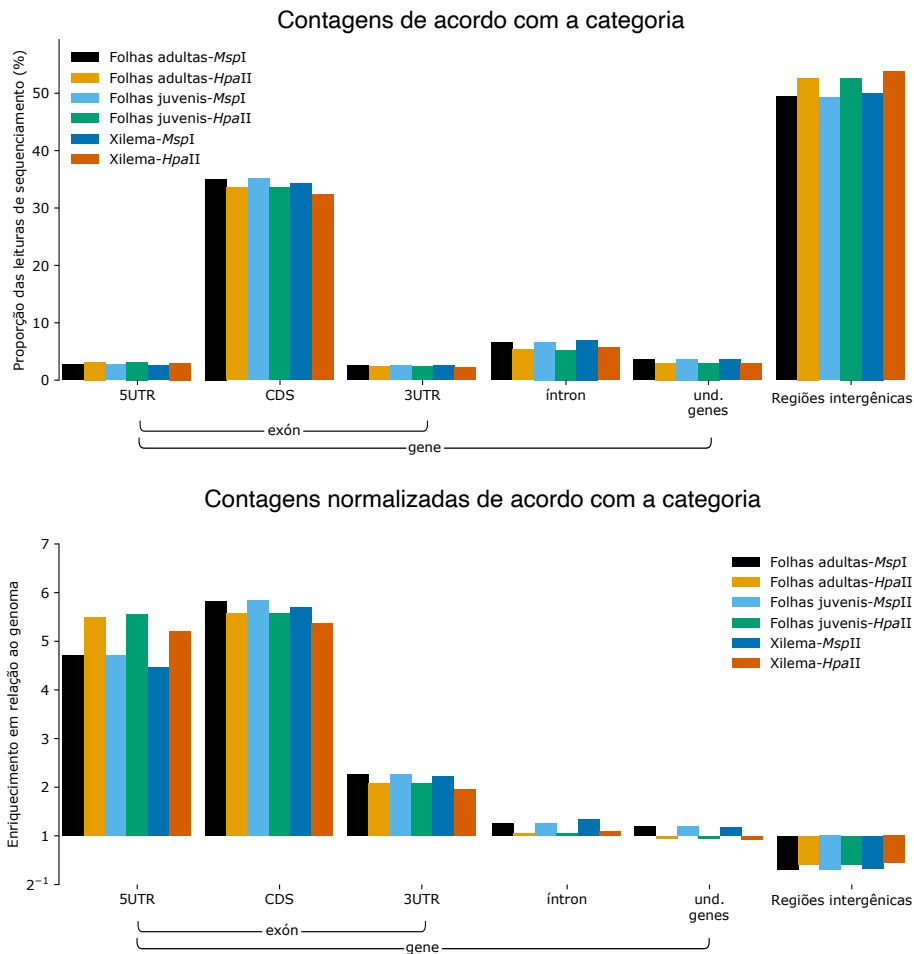 Contagens de acordo com a categoria
Proporção das leituras de sequenciamento (%)
50
40
30
20
10
0
Folhas adultas-MspI
Folhas adultas-HpaII
Folhas juvenis-MspI
Folhas juvenis-HpaII
Xilema-MspI
Xilema-HpaII
5UTR
CDS
3UTR
íntron
und.
genes
Regiões intergênicas
exón
gene
Contagens normalizadas de acordo com a categoria
Enriquecimento em relação ao genoma
7
6
5
4
3
2
1
2⁻¹
Folhas adultas-MspI
Folhas adultas-HpaII
Folhas juvenis-MspII
Folhas juvenis-HpaII
Xilema-MspII
Xilema-HpaII
5UTR
CDS
3UTR
íntron
und.
genes
Regiões intergênicas
exón
gene